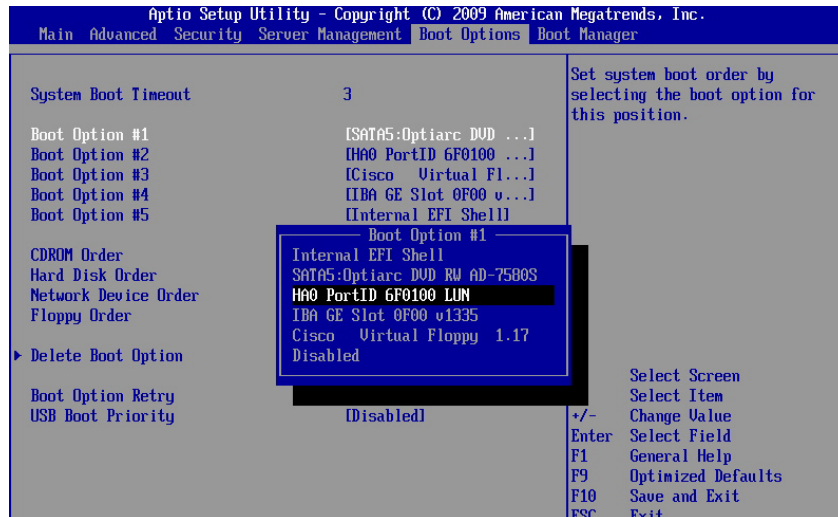 Aptio Setup Utility - Copyright (C) 2009 American Megatrends, Inc.
Main Advanced Security Server Management Boot Options Boot Manager
System Boot Timeout 3
Boot Option #1 [SATA5:Optiarc DVD ...]
Boot Option #2 [HA0 PortID 6F0100 ...]
Boot Option #3 [Cisco Virtual Fl...]
Boot Option #4 [IBA GE Slot 0F00 v...]
Boot Option #5 [Internal EFI Shell]
CDROM Order
Hard Disk Order
Network Device Order
Floppy Order
Delete Boot Option
Boot Option Retry
USB Boot Priority [Disabled]
Boot Option #1
Internal EFI Shell
SATA5:Optiarc DVD RW AD-7580S
HA0 PortID 6F0100 LUN
IBA GE Slot 0F00 v1335
Cisco Virtual Floppy 1.17
Disabled
Set system boot order by
selecting the boot option for
this position.
Select Screen
Select Item
+/- Change Value
Enter Select Field
F1 General Help
F9 Optimized Defaults
F10 Save and Exit
ESC Exit